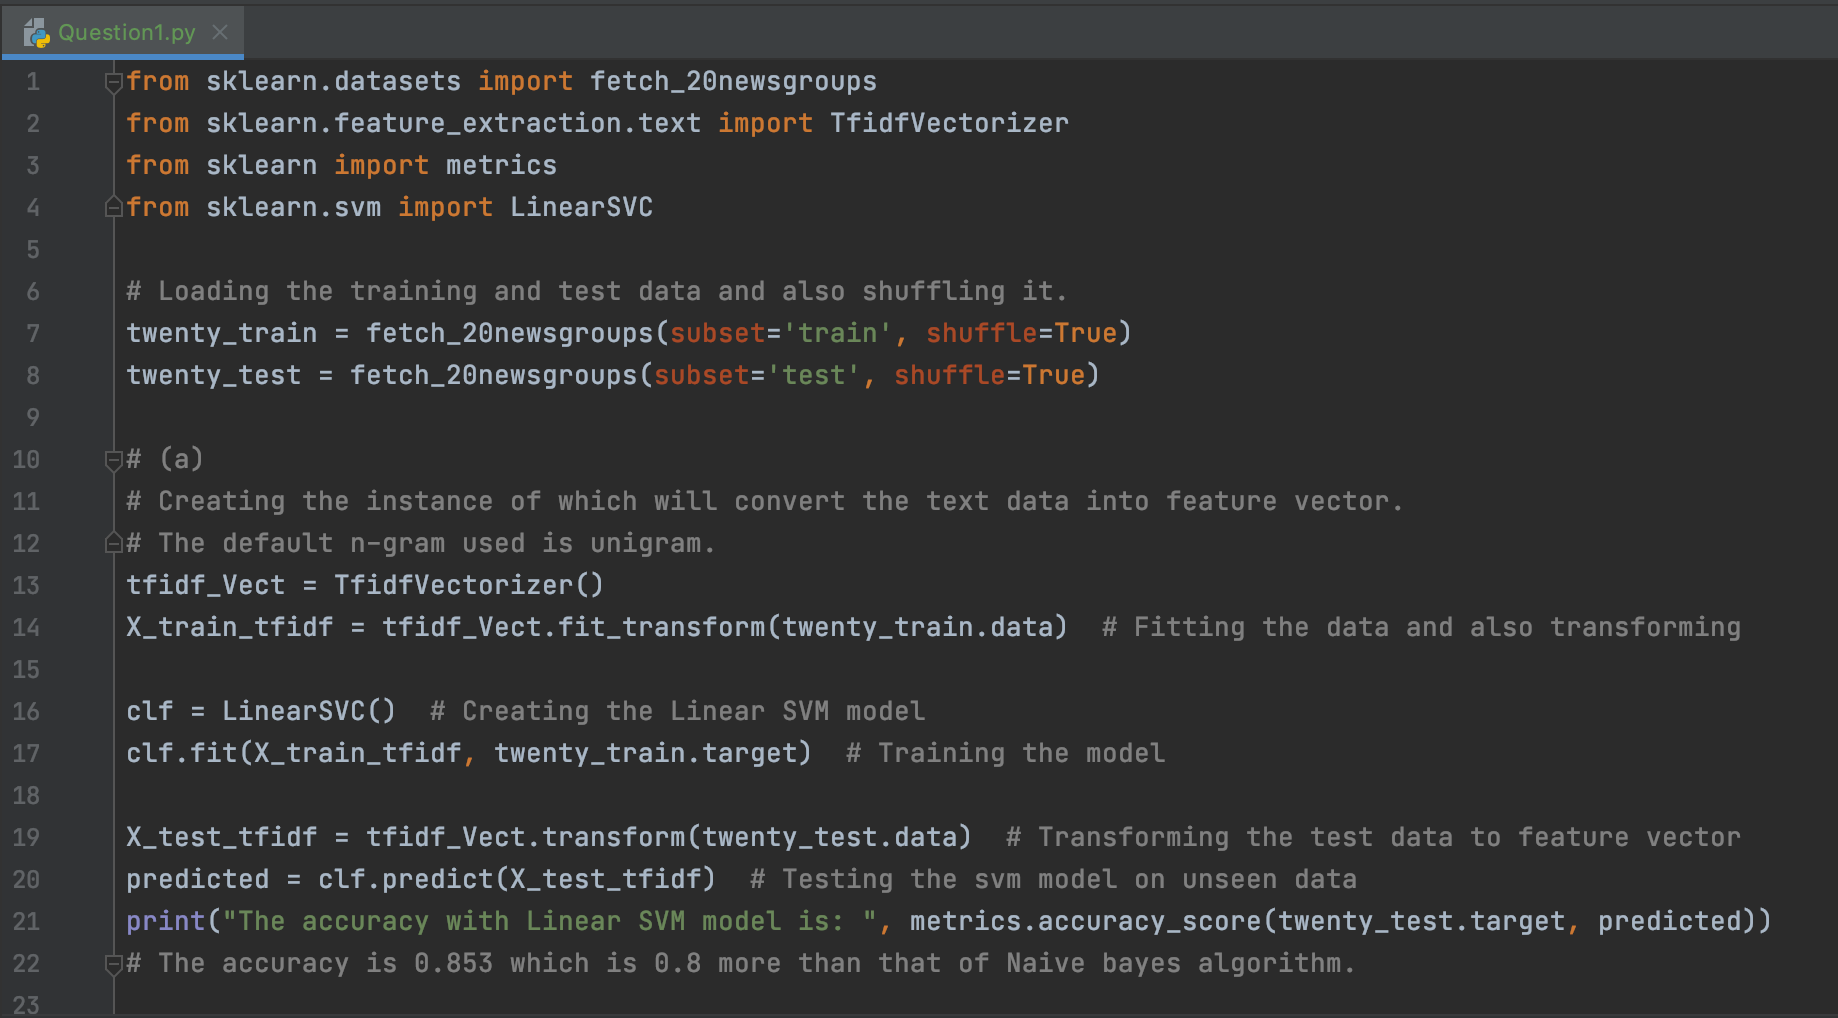 Question1.py
1 from sklearn.datasets import fetch_20newsgroups
2 from sklearn.feature_extraction.text import TfidfVectorizer
3 from sklearn import metrics
4 from sklearn.svm import LinearSVC
5
6 # Loading the training and test data and also shuffling it.
7 twenty_train = fetch_20newsgroups(subset='train', shuffle=True)
8 twenty_test = fetch_20newsgroups(subset='test', shuffle=True)
9
10 # (a)
11 # Creating the instance of which will convert the text data into feature vector.
12 # The default n-gram used is unigram.
13 tfidf_Vect = TfidfVectorizer()
14 X_train_tfidf = tfidf_Vect.fit_transform(twenty_train.data)  # Fitting the data and also transforming
15
16 clf = LinearSVC()  # Creating the Linear SVM model
17 clf.fit(X_train_tfidf, twenty_train.target)  # Training the model
18
19 X_test_tfidf = tfidf_Vect.transform(twenty_test.data)  # Transforming the test data to feature vector
20 predicted = clf.predict(X_test_tfidf)  # Testing the svm model on unseen data
21 print("The accuracy with Linear SVM model is: ", metrics.accuracy_score(twenty_test.target, predicted))
22 # The accuracy is 0.853 which is 0.8 more than that of Naive bayes algorithm.
23